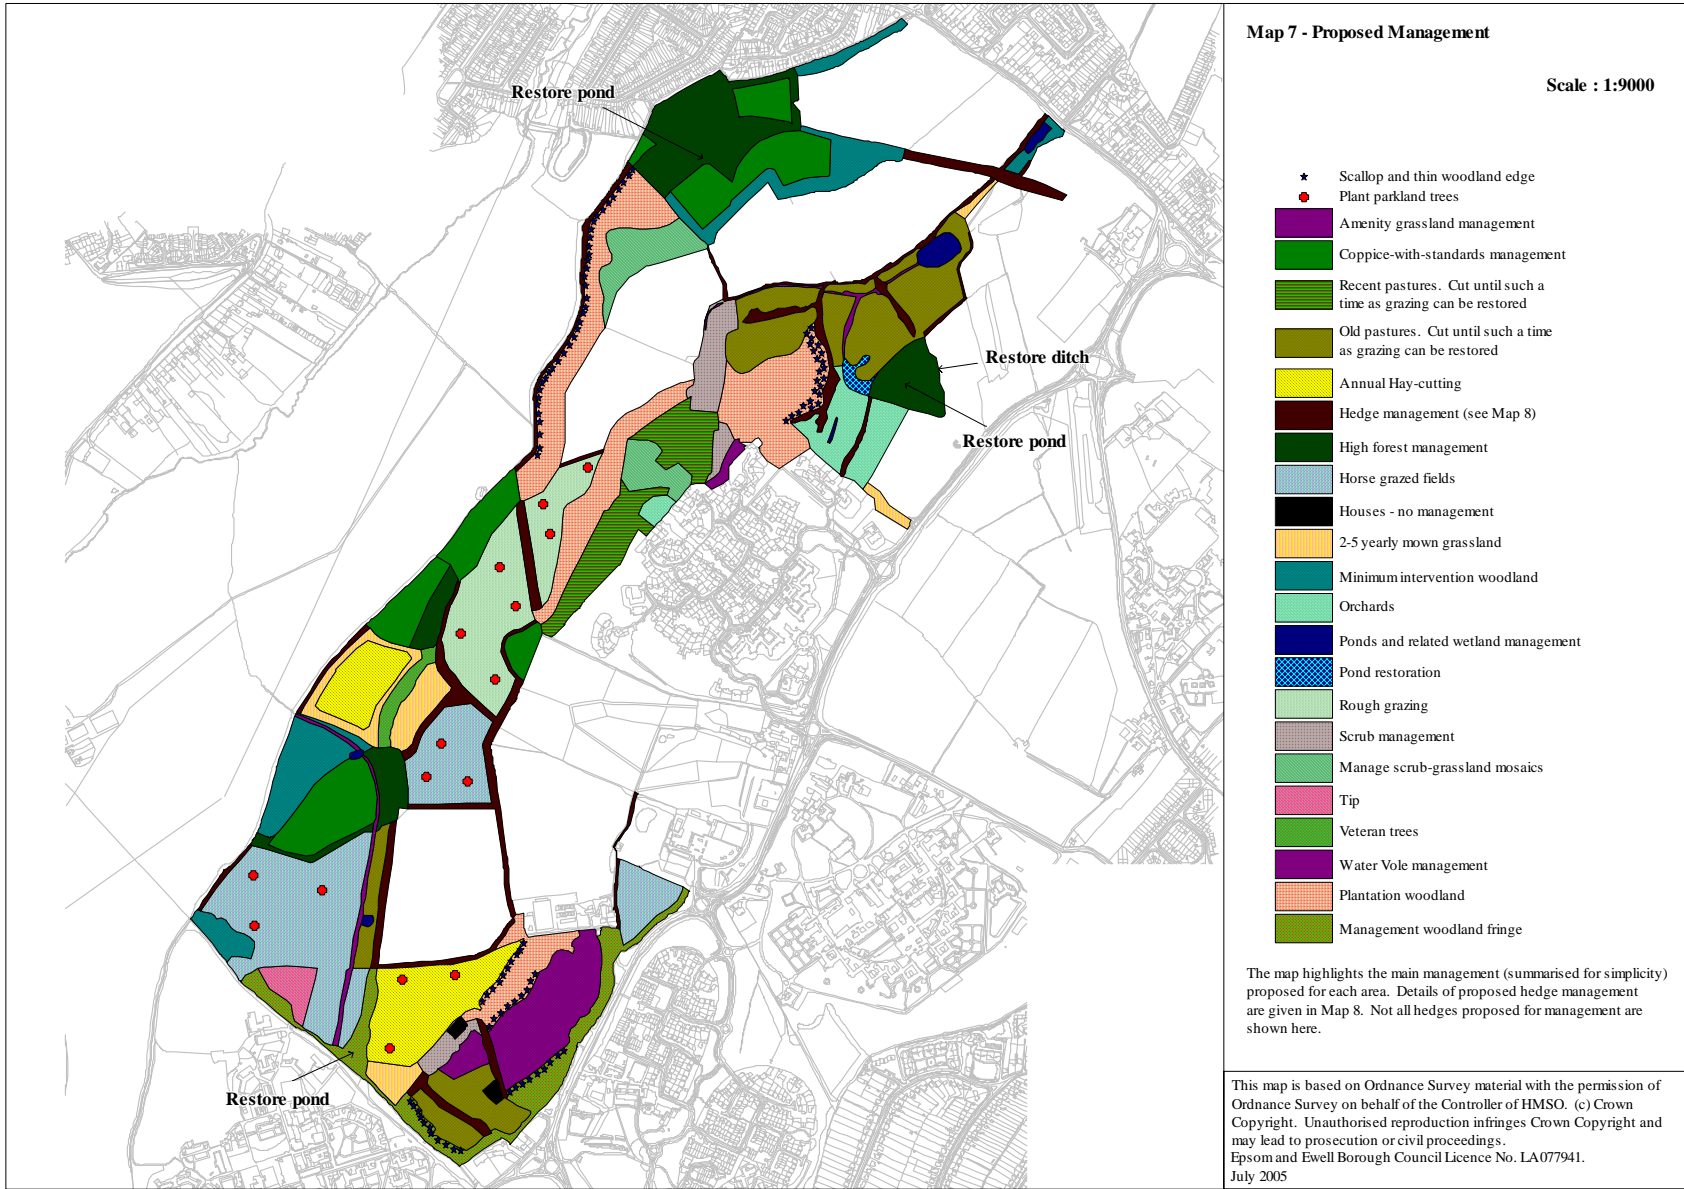 Map 7 - Proposed Management
Scale : 1:9000
Restore pond
Restore ditch
Restore pond
Restore pond
Scallop and thin woodland edge
Plant parkland trees
Amenity grassland management
Coppice-with-standards management
Recent pastures. Cut until such a
time as grazing can be restored
Old pastures. Cut until such a time
as grazing can be restored
Annual Hay-cutting
Hedge management (see Map 8)
High forest management
Horse grazed fields
Houses - no management
2-5 yearly mown grassland
Minimum intervention woodland
Orchards
Ponds and related wetland management
Pond restoration
Rough grazing
Scrub management
Manage scrub-grassland mosaics
Tip
Veteran trees
Water Vole management
Plantation woodland
Management woodland fringe
The map highlights the main management (summarised for simplicity)
proposed for each area. Details of proposed hedge management
are given in Map 8. Not all hedges proposed for management are
shown here.
This map is based on Ordnance Survey material with the permission of
Ordnance Survey on behalf of the Controller of HMSO. (c) Crown
Copyright. Unauthorised reproduction infringes Crown Copyright and
may lead to prosecution or civil proceedings.
Epsom and Ewell Borough Council Licence No. LA077941.
July 2005